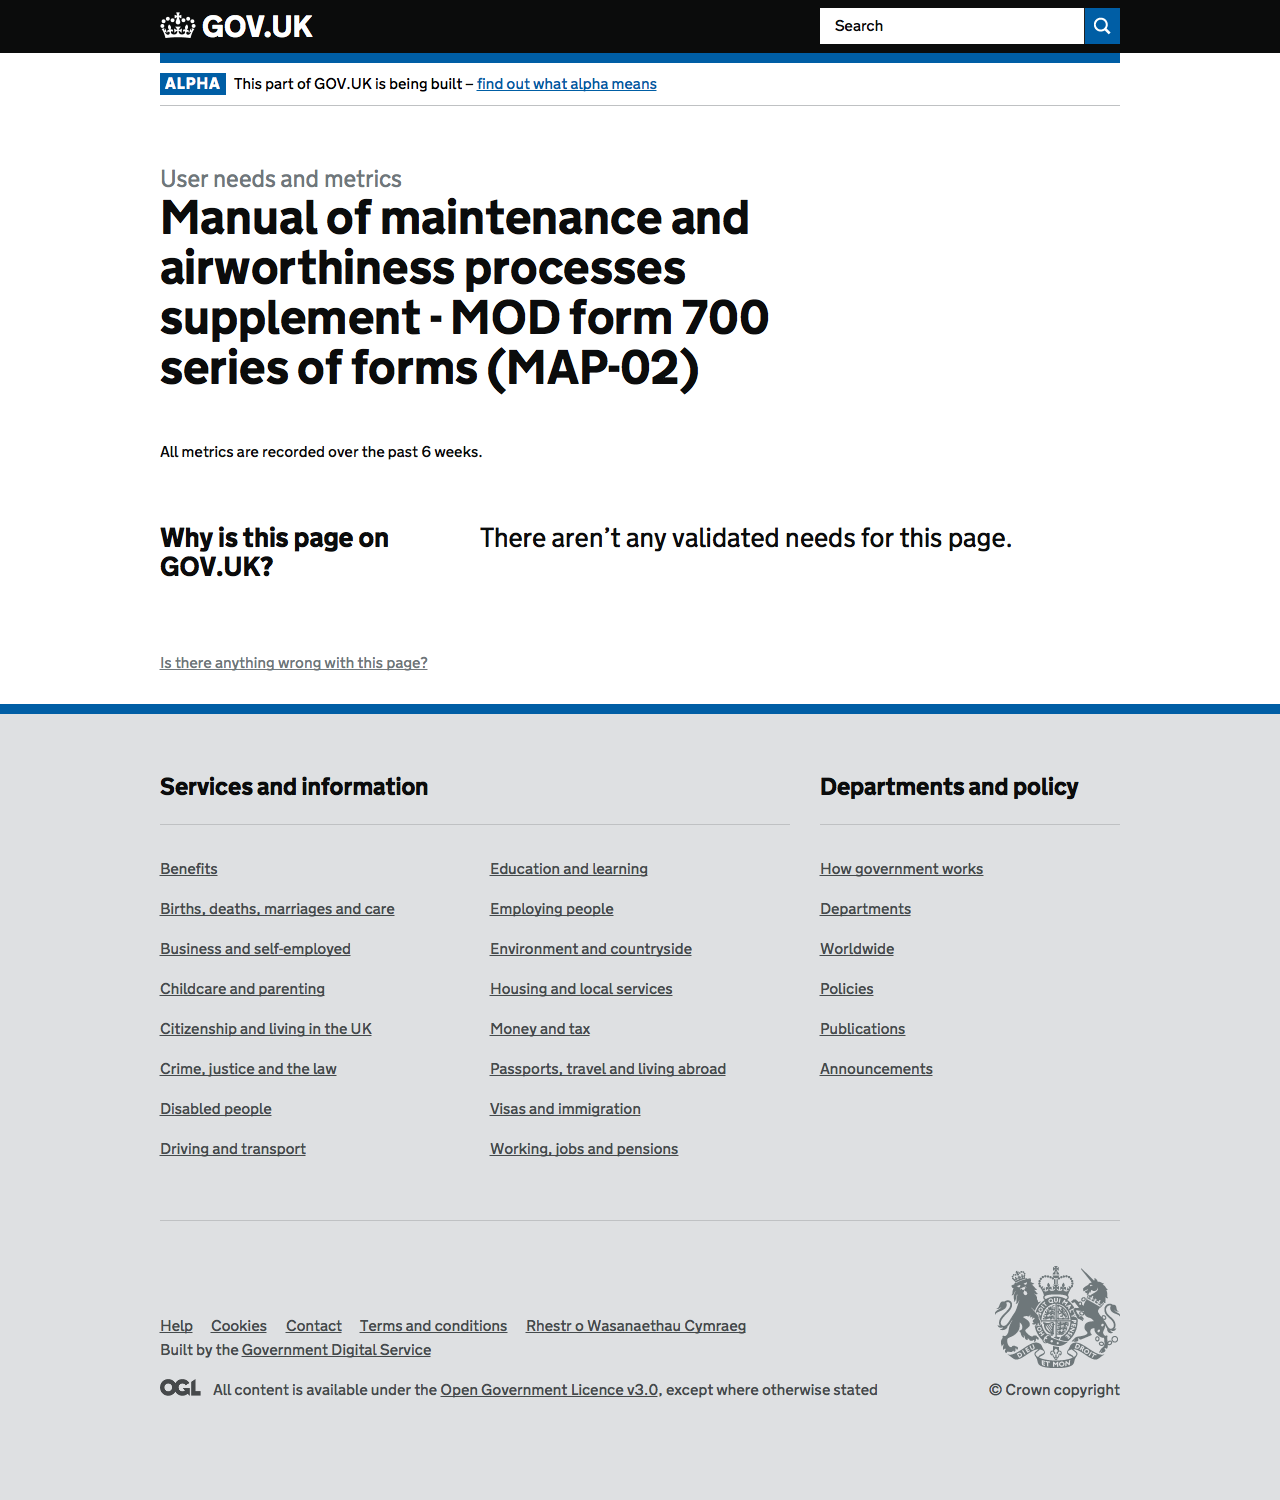 GOV.UK
Search
ALPHA This part of GOV.UK is being built – find out what alpha means
User needs and metrics
Manual of maintenance and
airworthiness processes
supplement - MOD form 700
series of forms (MAP-02)
All metrics are recorded over the past 6 weeks.
Why is this page on
GOV.UK?
There aren’t any validated needs for this page.
Is there anything wrong with this page?
Services and information
Benefits
Births, deaths, marriages and care
Business and self-employed
Childcare and parenting
Citizenship and living in the UK
Crime, justice and the law
Disabled people
Driving and transport
Education and learning
Employing people
Environment and countryside
Housing and local services
Money and tax
Passports, travel and living abroad
Visas and immigration
Working, jobs and pensions
Departments and policy
How government works
Departments
Worldwide
Policies
Publications
Announcements
Help Cookies Contact Terms and conditions Rhestr o Wasanaethau Cymraeg
Built by the Government Digital Service
OGL All content is available under the Open Government Licence v3.0, except where otherwise stated
DIEU ET MON DROIT
© Crown copyright